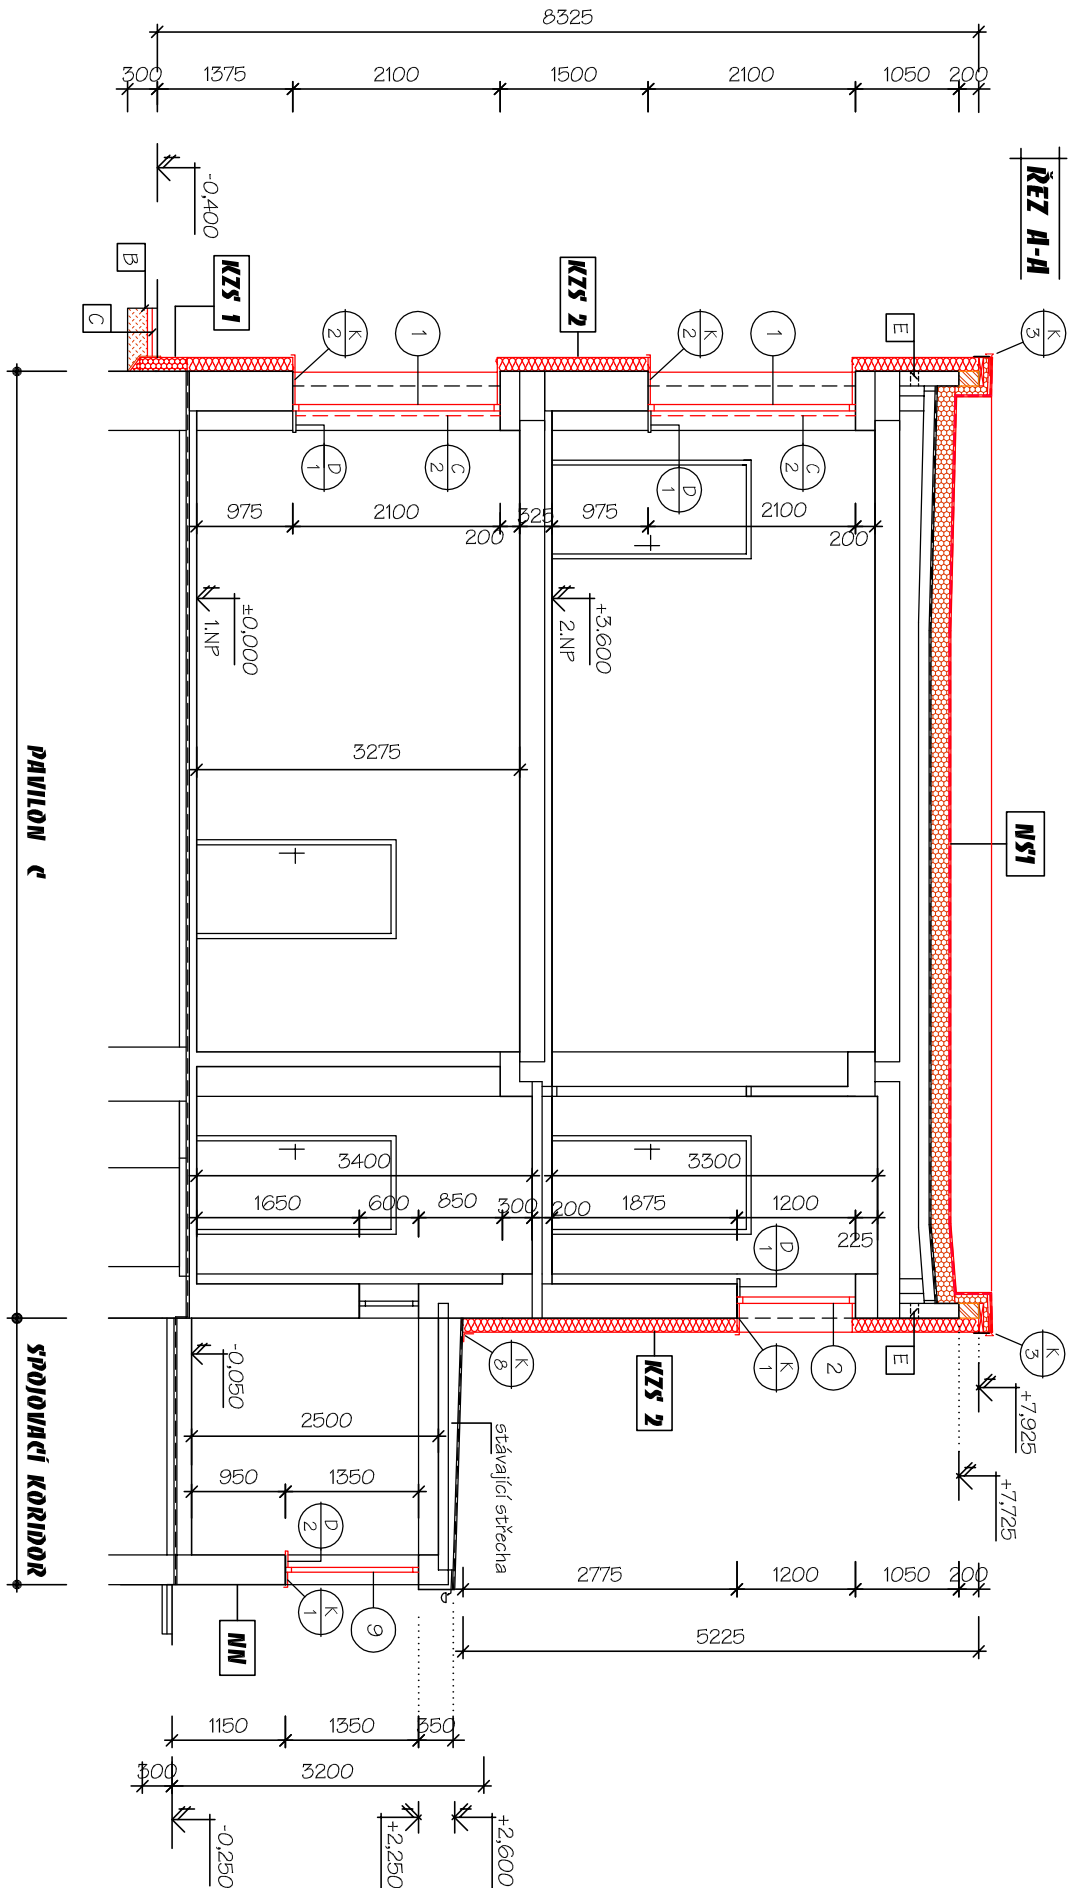 ŘEZ A-A
8325
300
1375
2100
1500
2100
1050
200
-0,400
B
C
KZS 1
KZS 2
K
2
1
K
2
1
E
K
3
D
1
C
2
D
1
C
2
975
2100
200
325
975
2100
200
±0,000
1.NP
+3.600
2.NP
3275
NS1
PAVILON C
3400
3300
1650
600
850
300
200
1875
1200
225
D
1
E
K
3
2
K
1
K
8
KZS 2
+7,925
+7,725
-0,050
2500
950
1350
stávající střecha
D
2
K
1
9
NN
SPOJOVACÍ KORIDOR
2775
1200
1050
200
5225
1150
1350
350
300
3200
-0,250
+2,250
+2,600